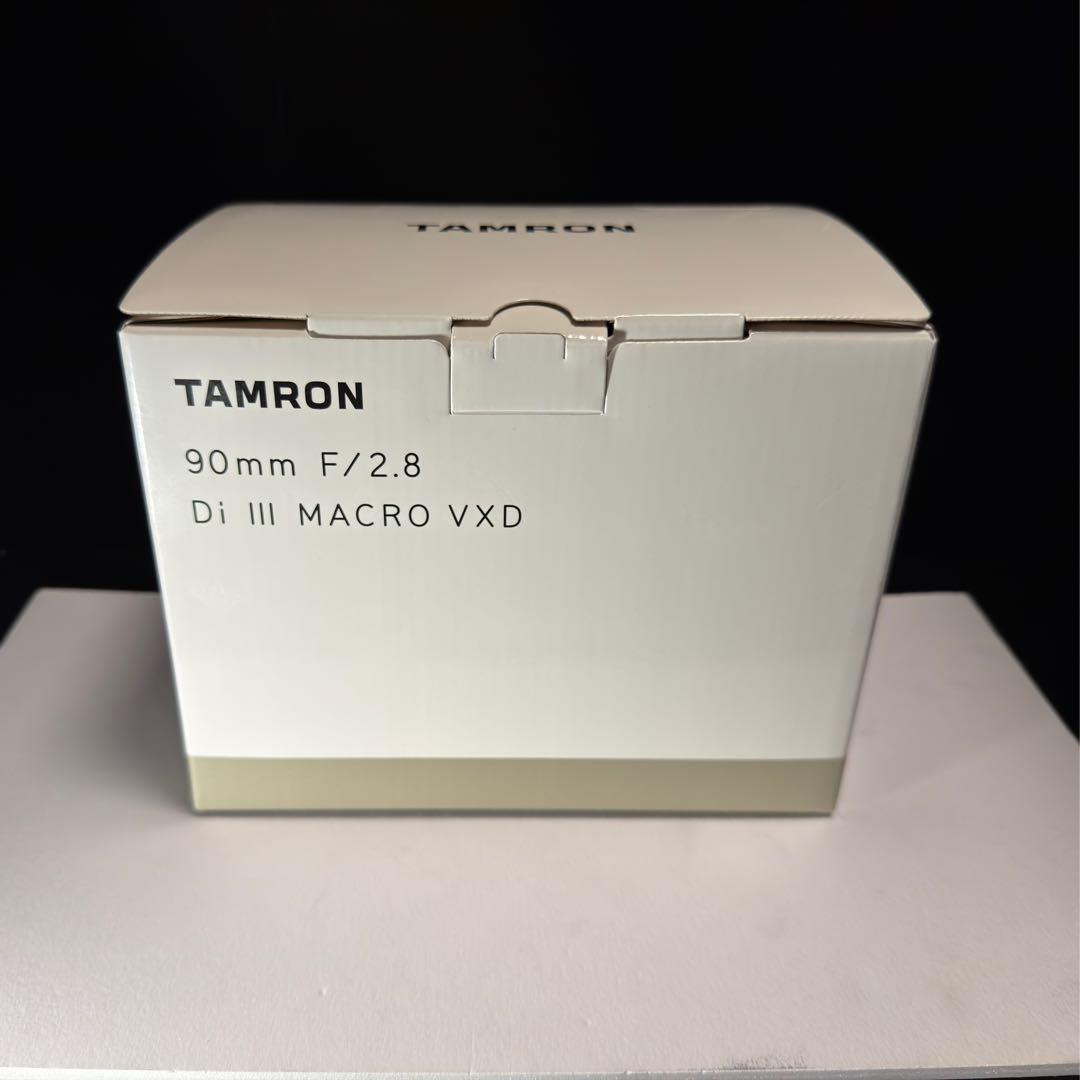 TAMRON
TAMRON
90mm F/2.8
Di III MACRO VXD